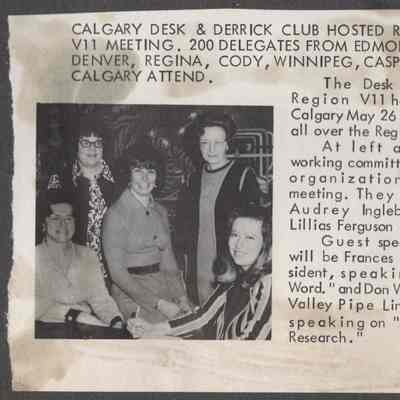 CALGARY DESK & DERRICK CLUB HOSTED R
V11 MEETING. 200 DELEGATES FROM EDMO
DENVER, REGINA, CODY, WINNIPEG, CASP
CALGARY ATTEND.
The Desk
Region V11 h
Calgary May 26
all over the Reg
At left a
working committ
organization
meeting. They
Audrey Ingleb
Lillias Ferguson
Guest spe
will be Frances
sident, speakin
Word." and Don W
Valley Pipe Lin
speaking on "
Research."